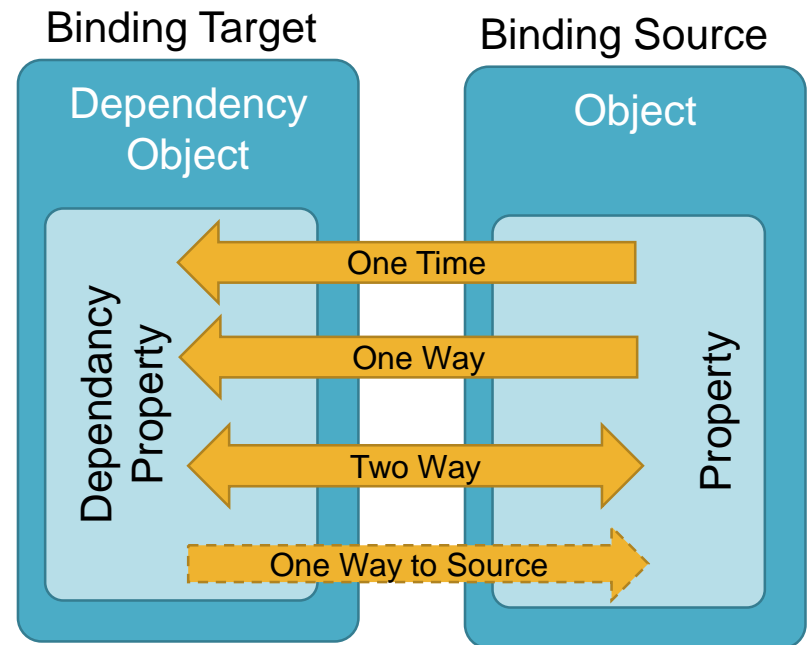 Binding Target
Binding Source
Dependency
Object
Object
Dependancy
Property
Property
One Time
One Way
Two Way
One Way to Source